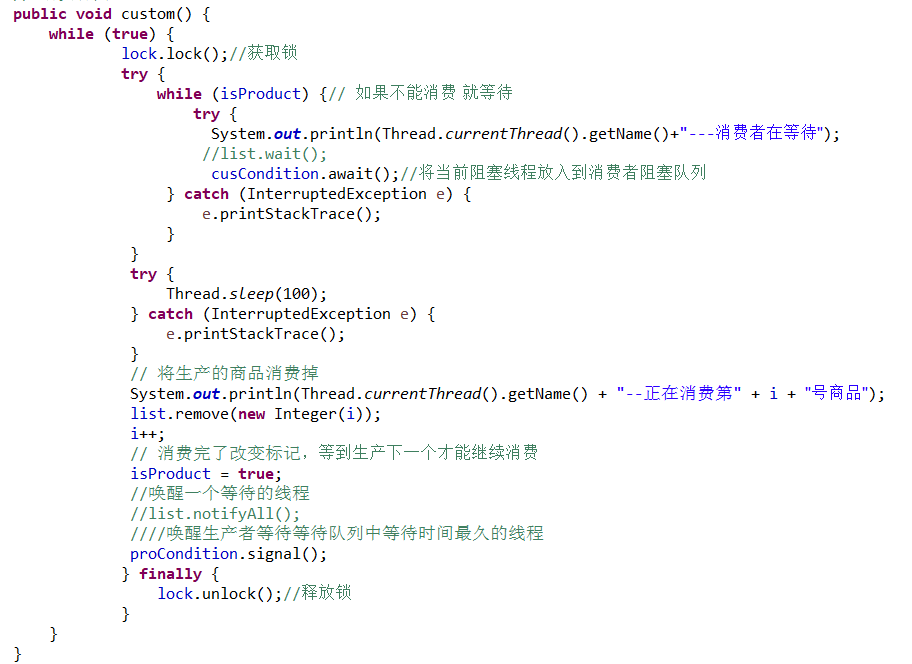 public void custom() {
while (true) {
lock.lock();//获取锁
try {
while (isProduct) {// 如果不能消费 就等待
try {
System.out.println(Thread.currentThread().getName()+"---消费者在等待");
//list.wait();
cusCondition.await();//将当前阻塞线程放入到消费者阻塞队列
} catch (InterruptedException e) {
e.printStackTrace();
}
}
try {
Thread.sleep(100);
} catch (InterruptedException e) {
e.printStackTrace();
}
// 将生产的商品消费掉
System.out.println(Thread.currentThread().getName() + "--正在消费第" + i + "号商品");
list.remove(new Integer(i));
i++;
// 消费完了改变标记，等到生产下一个才能继续消费
isProduct = true;
//唤醒一个等待的线程
//list.notifyAll();
////唤醒生产者等待等待队列中等待时间最久的线程
proCondition.signal();
} finally {
lock.unlock();//释放锁
}
}
}